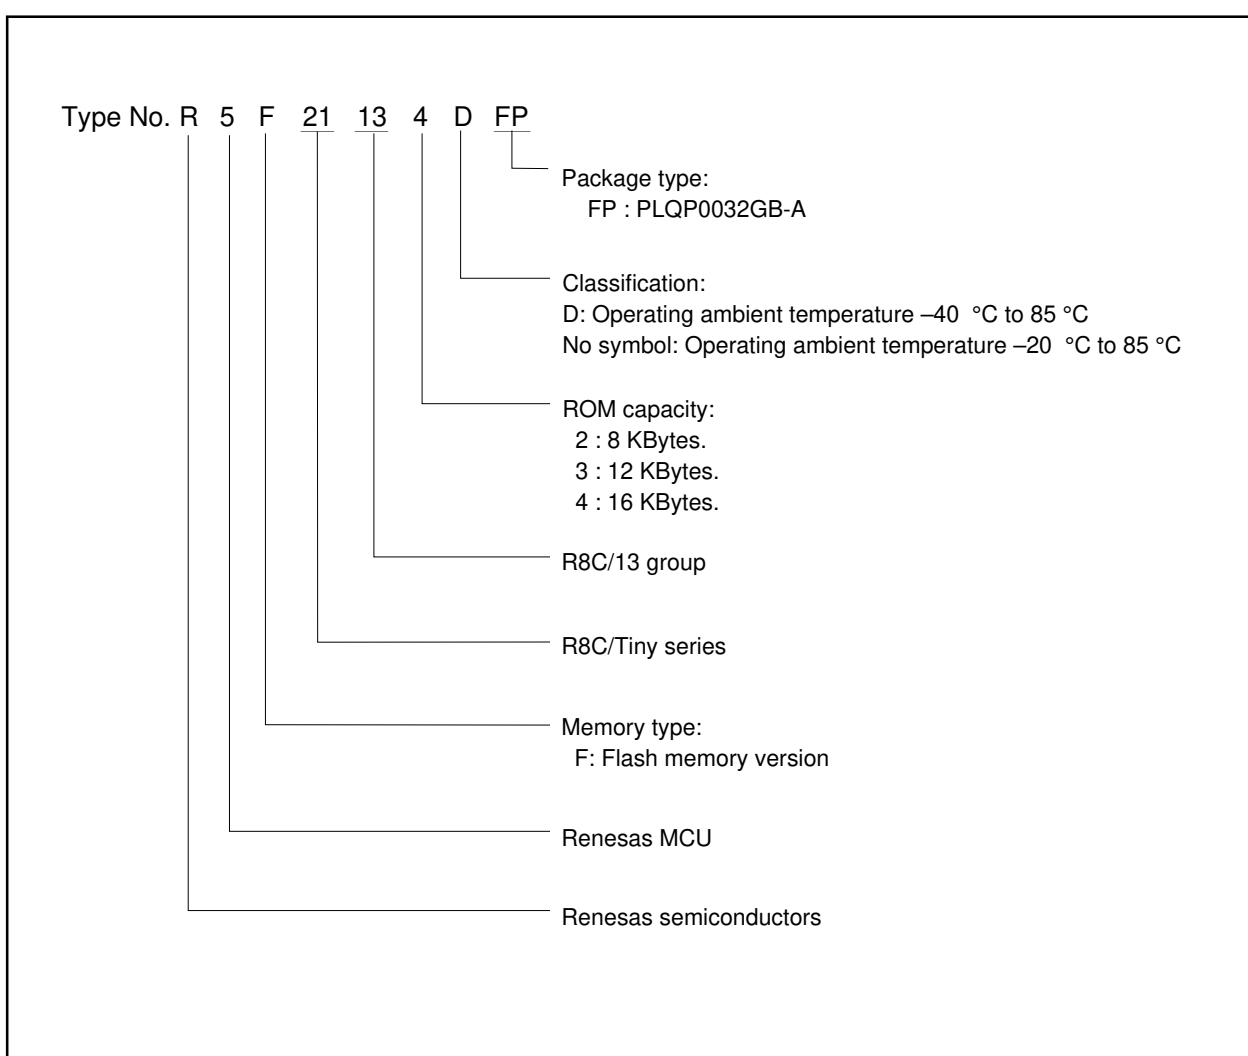 Type No. R 5 F 21 13 4 D FP
Package type:
FP : PLQP0032GB-A
Classification:
D: Operating ambient temperature –40 °C to 85 °C
No symbol: Operating ambient temperature –20 °C to 85 °C
ROM capacity:
2 : 8 KBytes.
3 : 12 KBytes.
4 : 16 KBytes.
R8C/13 group
R8C/Tiny series
Memory type:
F: Flash memory version
Renesas MCU
Renesas semiconductors